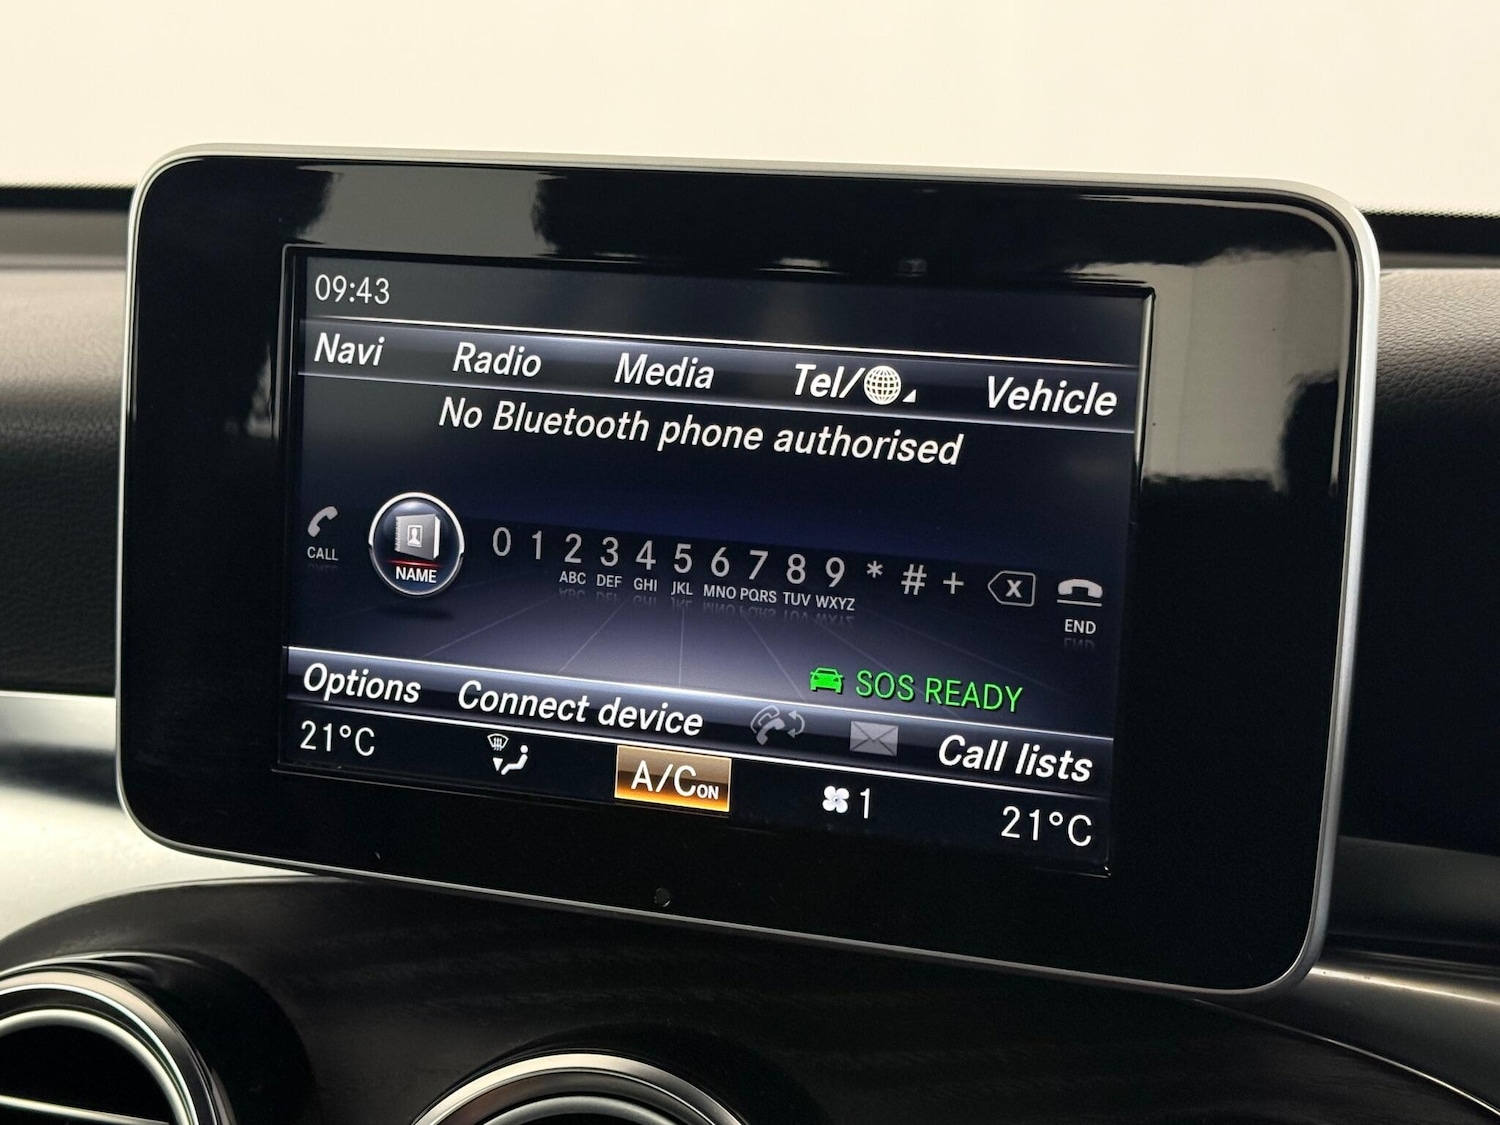 09:43
Navi Radio Media Tel/ Vehicle
No Bluetooth phone authorised
CALL NAME 0 1 2 3 4 5 6 7 8 9 * # + X END
ABC DEF GHI JKL MNO PQRS TUV WXYZ
SOS READY
Options Connect device Call lists
21°C A/C ON 1 21°C